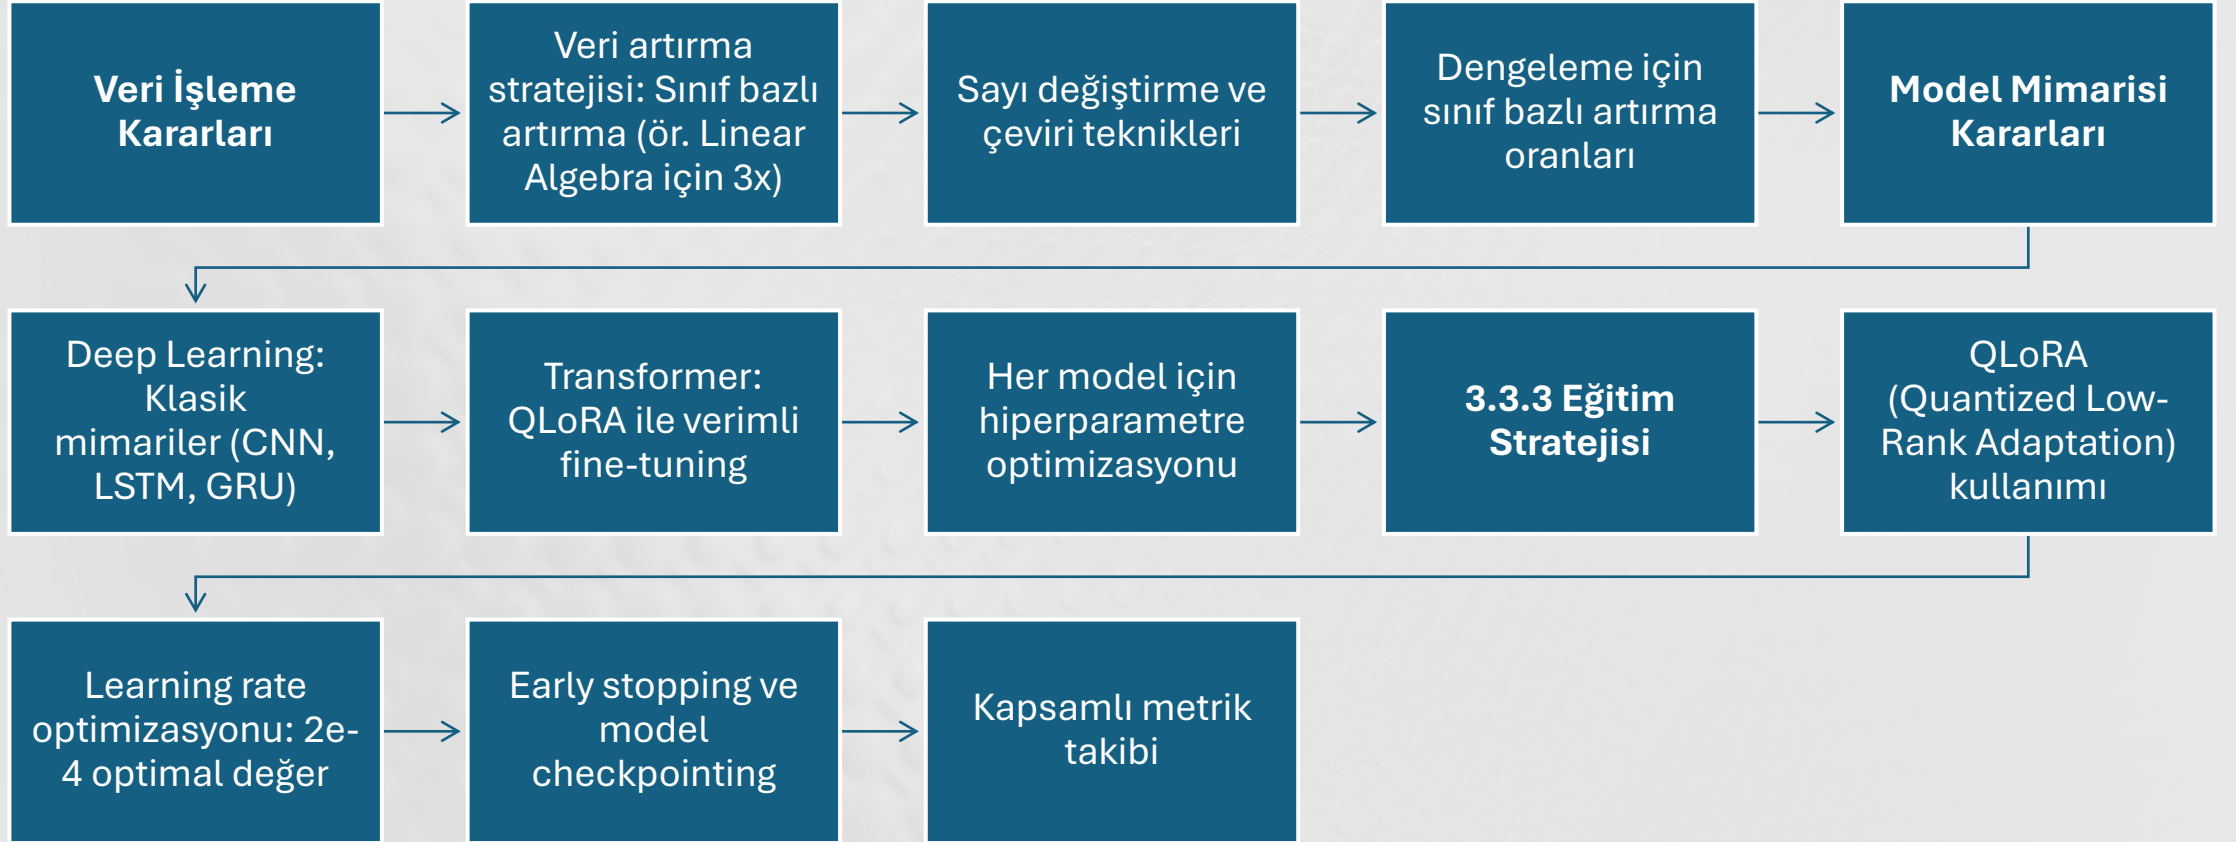 Veri İşleme
Kararları
Veri artırma
stratejisi: Sınıf bazlı
artırma (ör. Linear
Algebra için 3x)
Sayı değiştirme ve
çeviri teknikleri
Dengeleme için
sınıf bazlı artırma
oranları
Model Mimarisi
Kararları
Deep Learning:
Klasik
mimariler (CNN,
LSTM, GRU)
Transformer:
QLoRA ile verimli
fine-tuning
Her model için
hiperparametre
optimizasyonu
3.3.3 Eğitim
Stratejisi
QLoRA
(Quantized Low-
Rank Adaptation)
kullanımı
Learning rate
optimizasyonu: 2e-
4 optimal değer
Early stopping ve
model
checkpointing
Kapsamlı metrik
takibi